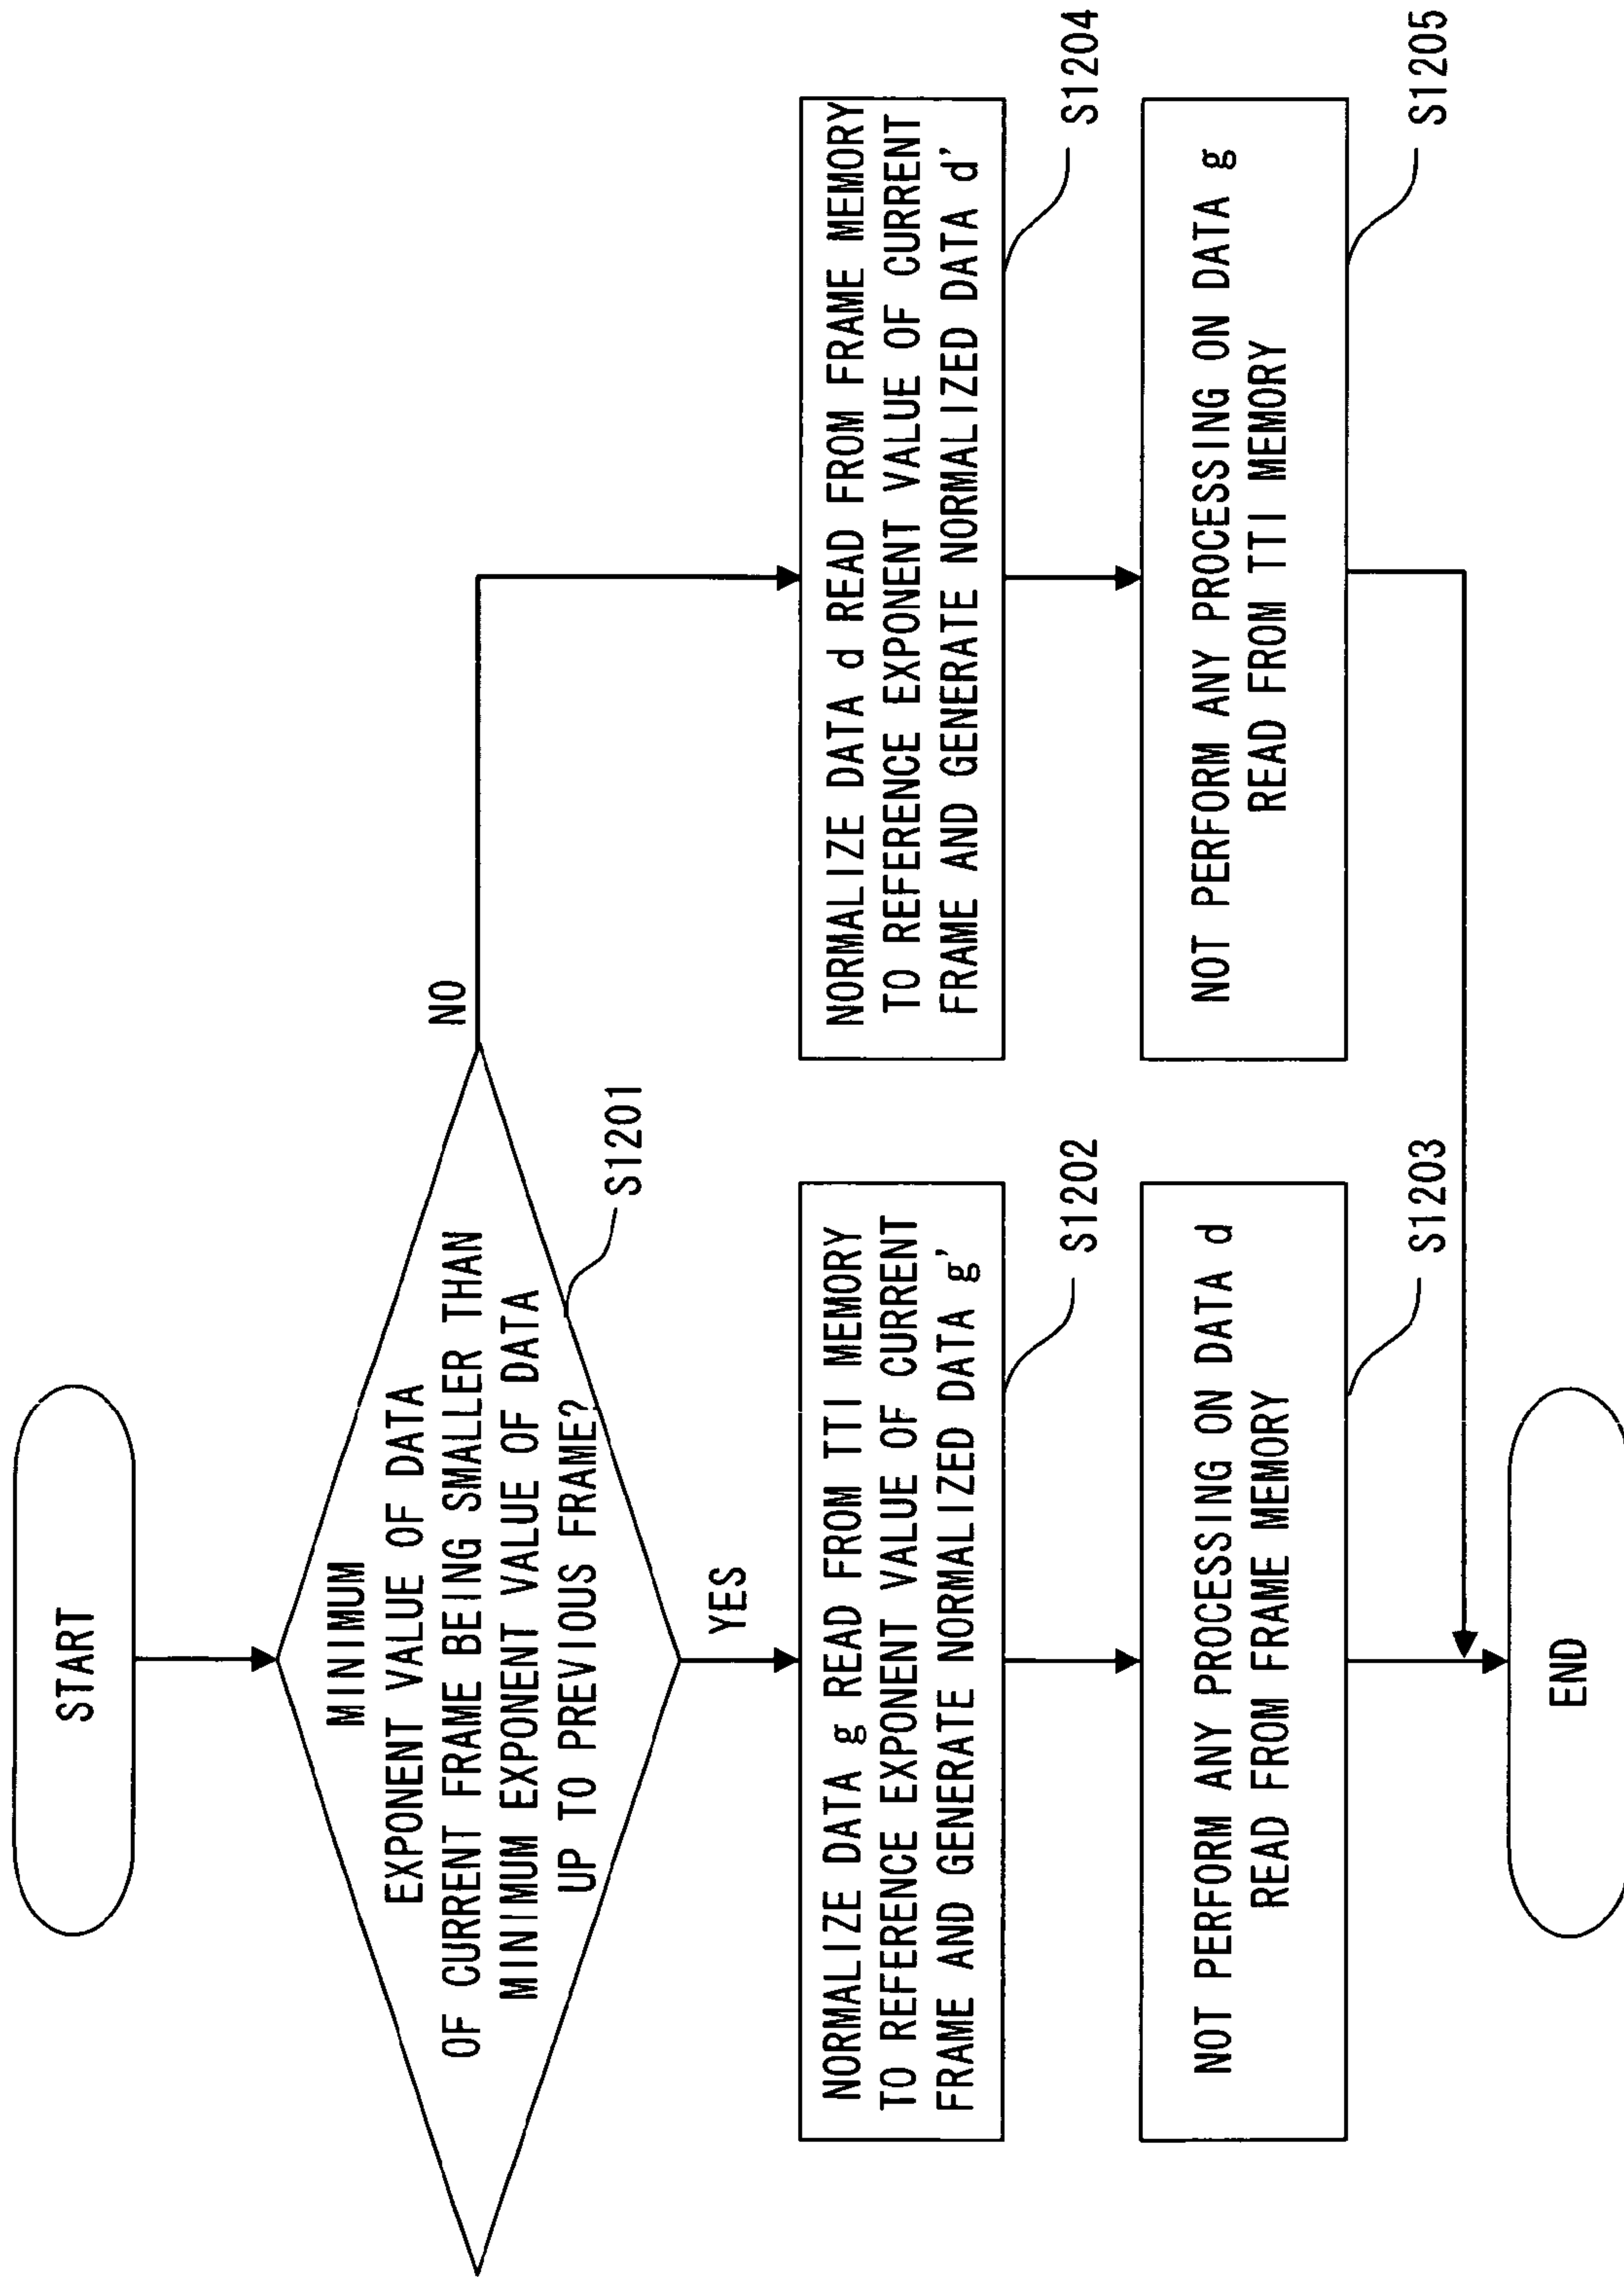 START
MINIMUM
EXPONENT VALUE OF DATA
OF CURRENT FRAME BEING SMALLER THAN
MINIMUM EXPONENT VALUE OF DATA
UP TO PREVIOUS FRAME?
S1201
NO
YES
NORMALIZE DATA g READ FROM TTI MEMORY
TO REFERENCE EXPONENT VALUE OF CURRENT
FRAME AND GENERATE NORMALIZED DATA g'
S1202
NOT PERFORM ANY PROCESSING ON DATA d
READ FROM FRAME MEMORY
S1203
NORMALIZE DATA d READ FROM FRAME MEMORY
TO REFERENCE EXPONENT VALUE OF CURRENT
FRAME AND GENERATE NORMALIZED DATA d'
S1204
NOT PERFORM ANY PROCESSING ON DATA g
READ FROM TTI MEMORY
S1205
END